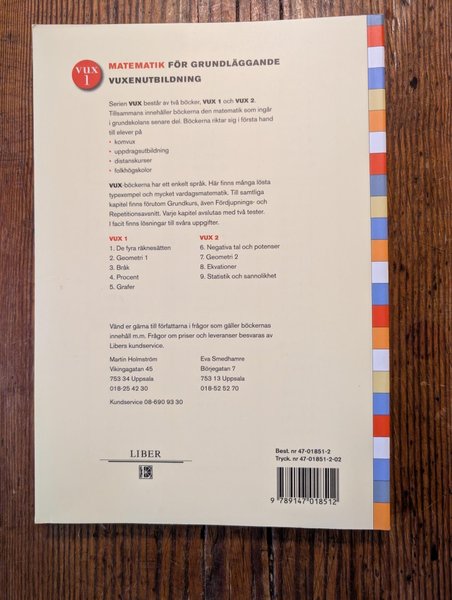 vux
1
MATEMATIK FÖR GRUNDLÄGGANDE
VUXENUTBILDNING
Serien VUX består av två böcker, VUX 1 och VUX 2.
Tillsammans innehåller böckerna den matematik som ingår
i grundskolans senare del. Böckerna riktar sig i första hand
till elever på
• komvux
• uppdragsutbildning
• distanskurser
• folkhögskolor
VUX-böckerna har ett enkelt språk. Här finns många lösta
typexempel och mycket vardagsmatematik. Till samtliga
kapitel finns förutom Grundkurs, även Fördjupnings- och
Repetitionsavsnitt. Varje kapitel avslutas med två tester.
I facit finns lösningar till svåra uppgifter.
VUX 1
1. De fyra räknesätten
2. Geometri 1
3. Bråk
4. Procent
5. Grafer
VUX 2
6. Negativa tal och potenser
7. Geometri 2
8. Ekvationer
9. Statistik och sannolikhet
Vänd er gärna till författarna i frågor som gäller böckernas
innehåll m.m. Frågor om priser och leveranser besvaras av
Libers kundservice.
Martin Holmström
Vikingagatan 45
753 34 Uppsala
018-25 42 30
Eva Smedhamre
Börjegatan 7
753 13 Uppsala
018-52 52 70
Kundservice 08-690 93 30
LIBER
Best. nr 47-01851-2
Tryck. nr 47-01851-2-02
9 789147 018512